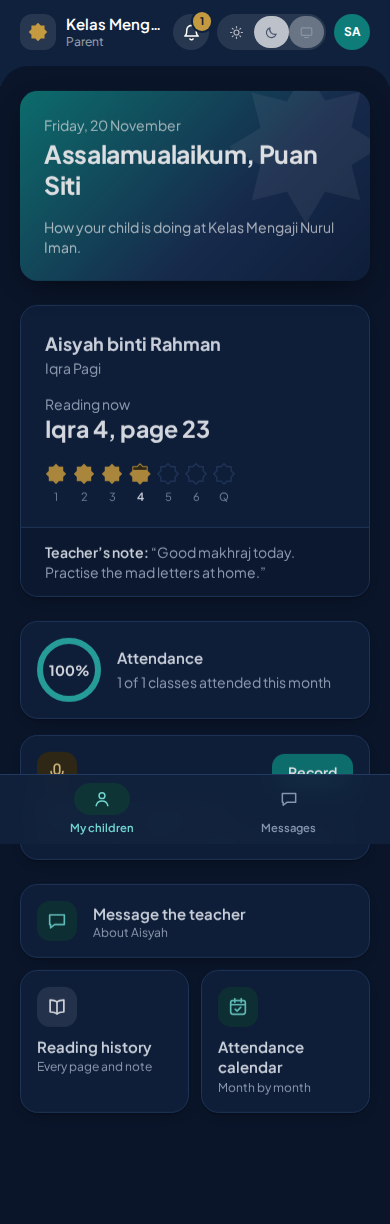 Kelas Meng...
Parent
1
SA
Friday, 20 November
Assalamualaikum, Puan
Siti
How your child is doing at Kelas Mengaji Nurul
Iman.
Aisyah binti Rahman
Iqra Pagi
Reading now
Iqra 4, page 23
1 2 3 4 5 6 Q
Teacher’s note: “Good makhraj today.
Practise the mad letters at home.”
100%
Attendance
1 of 1 classes attended this month
Record
My children
Messages
Message the teacher
About Aisyah
Reading history
Every page and note
Attendance
calendar
Month by month